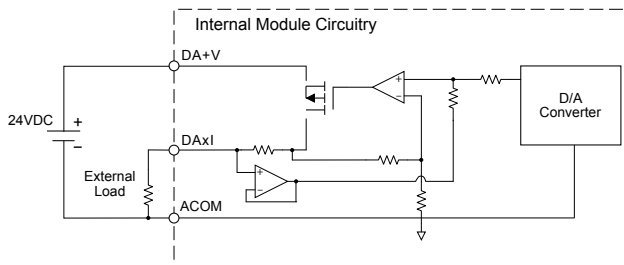 Internal Module Circuitry
DA+V
24VDC
+
−
DAxI
External
Load
ACOM
+
−
+
−
D/A
Converter